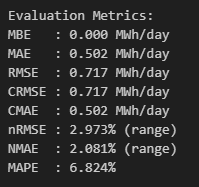 Evaluation Metrics:
MBE   : 0.000 MWh/day
MAE   : 0.502 MWh/day
RMSE  : 0.717 MWh/day
CRMSE : 0.717 MWh/day
CMAE  : 0.502 MWh/day
nRMSE : 2.973% (range)
NMAE  : 2.081% (range)
MAPE  : 6.824%